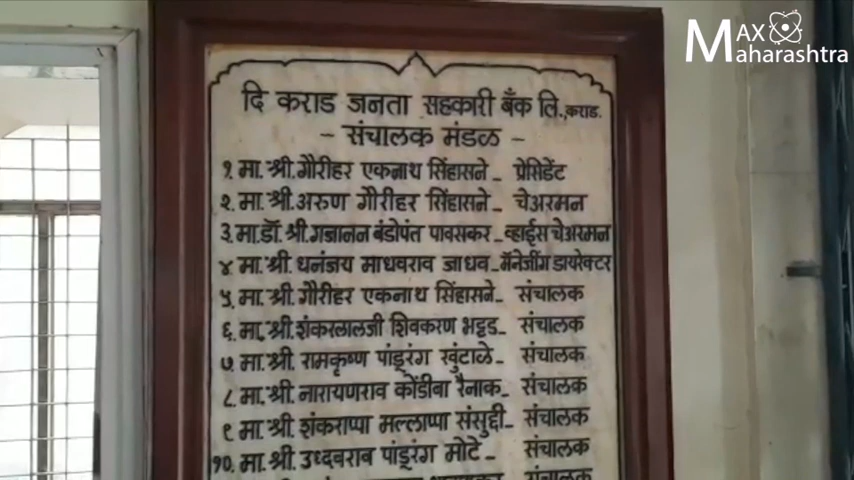 MAX Maharashtra
दि कराड जनता सहकारी बँक लि., कराड.
- संचालक मंडळ -
१. मा. श्री. गौरीहर एकनाथ सिंहासने - प्रेसिडेंट
२. मा. श्री. अरुण गौरीहर सिंहासने - चेअरमन
३. मा. डॉ. श्री. गजानन बंडोपंत पावसकर - व्हाईस चेअरमन
४ मा. श्री. धनंजय माधवराव जाधव - मॅनेजींग डायरेक्टर
५. मा. श्री. गौरीहर एकनाथ सिंहासने - संचालक
६. मा. श्री. शंकरलालजी शिवकरण भट्टड - संचालक
७. मा. श्री. रामकृष्ण पांडूरंग खुंटाळे - संचालक
८. मा. श्री. नारायणराव कोंडीबा रैनाक - संचालक
९ मा. श्री. शंकराप्पा मल्लाप्पा संसुद्दी - संचालक
१०. मा. श्री. उध्दवराव पांडूरंग मोटे - संचालक